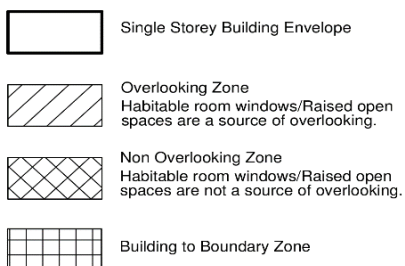 Single Storey Building Envelope
Overlooking Zone
Habitable room windows/Raised open
spaces are a source of overlooking.
Non Overlooking Zone
Habitable room windows/Raised open
spaces are not a source of overlooking.
Building to Boundary Zone